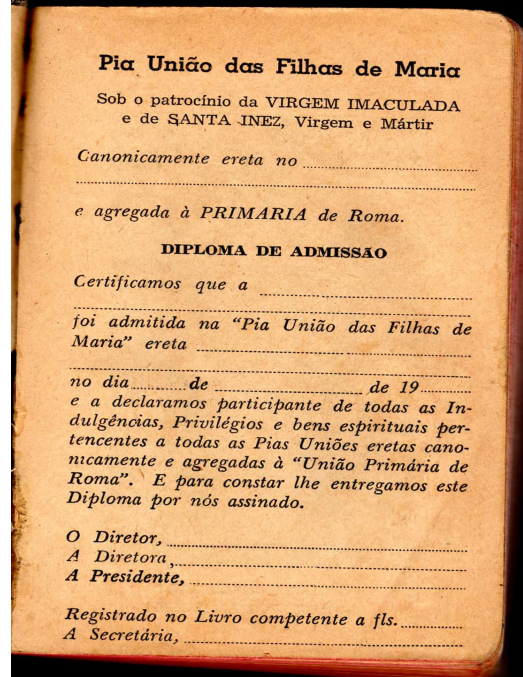 Pia União das Filhas de Maria
Sob o patrocínio da VIRGEM IMACULADA
e de SANTA INEZ, Virgem e Mártir
Canonicamente ereta no ........................................
................................................................................
e agregada à PRIMARIA de Roma.
DIPLOMA DE ADMISSÃO
Certificamos que a ........................................
................................................................................
foi admitida na "Pia União das Filhas de
Maria" ereta ........................................
................................................................................
no dia............de ..............................de 19..........
e a declaramos participante de todas as In-
dulgências, Privilégios e bens espirituais per-
tencentes a todas as Pias Uniões eretas cano-
nicamente e agregadas à "União Primária de
Roma". E para constar lhe entregamos este
Diploma por nós assinado.
O Diretor, ........................................
A Diretora, ........................................
A Presidente, ........................................
Registrado no Livro competente a fls. ............
A Secretária, ........................................